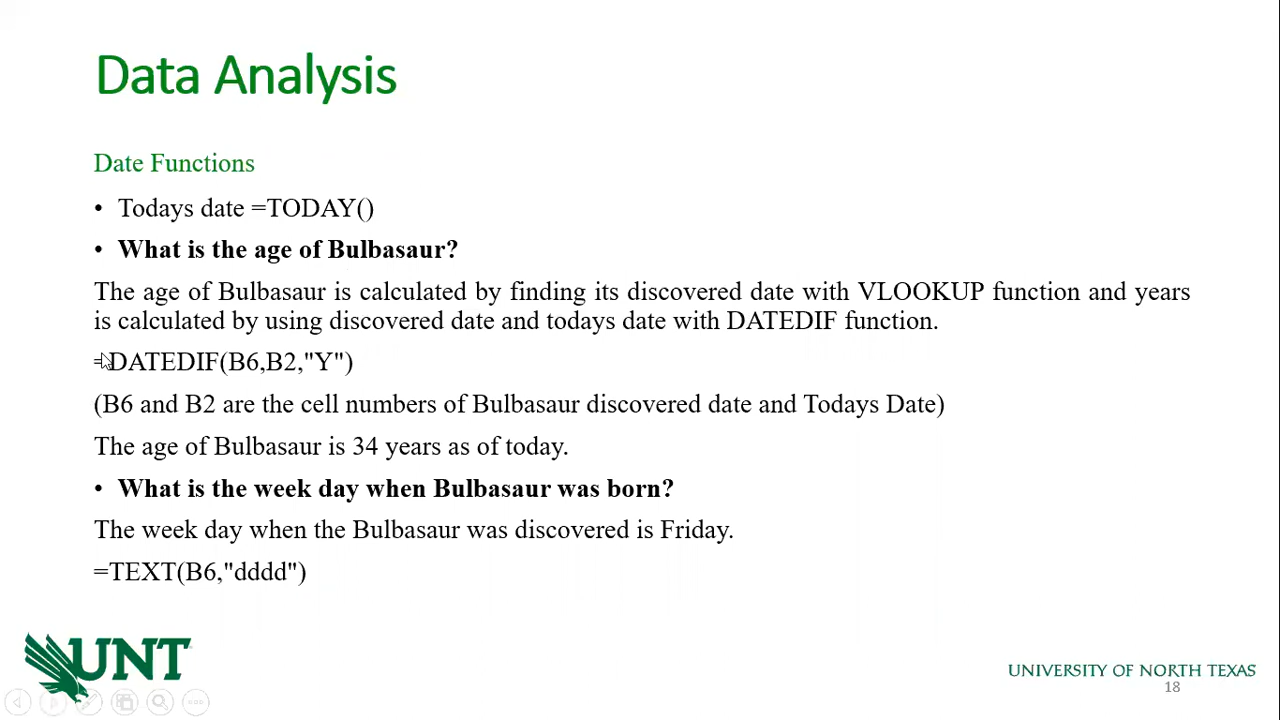 Data Analysis
Date Functions
• Todays date =TODAY()
• What is the age of Bulbasaur?
The age of Bulbasaur is calculated by finding its discovered date with VLOOKUP function and years
is calculated by using discovered date and todays date with DATEDIF function.
=DATEDIF(B6,B2,"Y")
(B6 and B2 are the cell numbers of Bulbasaur discovered date and Todays Date)
The age of Bulbasaur is 34 years as of today.
• What is the week day when Bulbasaur was born?
The week day when the Bulbasaur was discovered is Friday.
=TEXT(B6,"dddd")
UNT
UNIVERSITY OF NORTH TEXAS
18